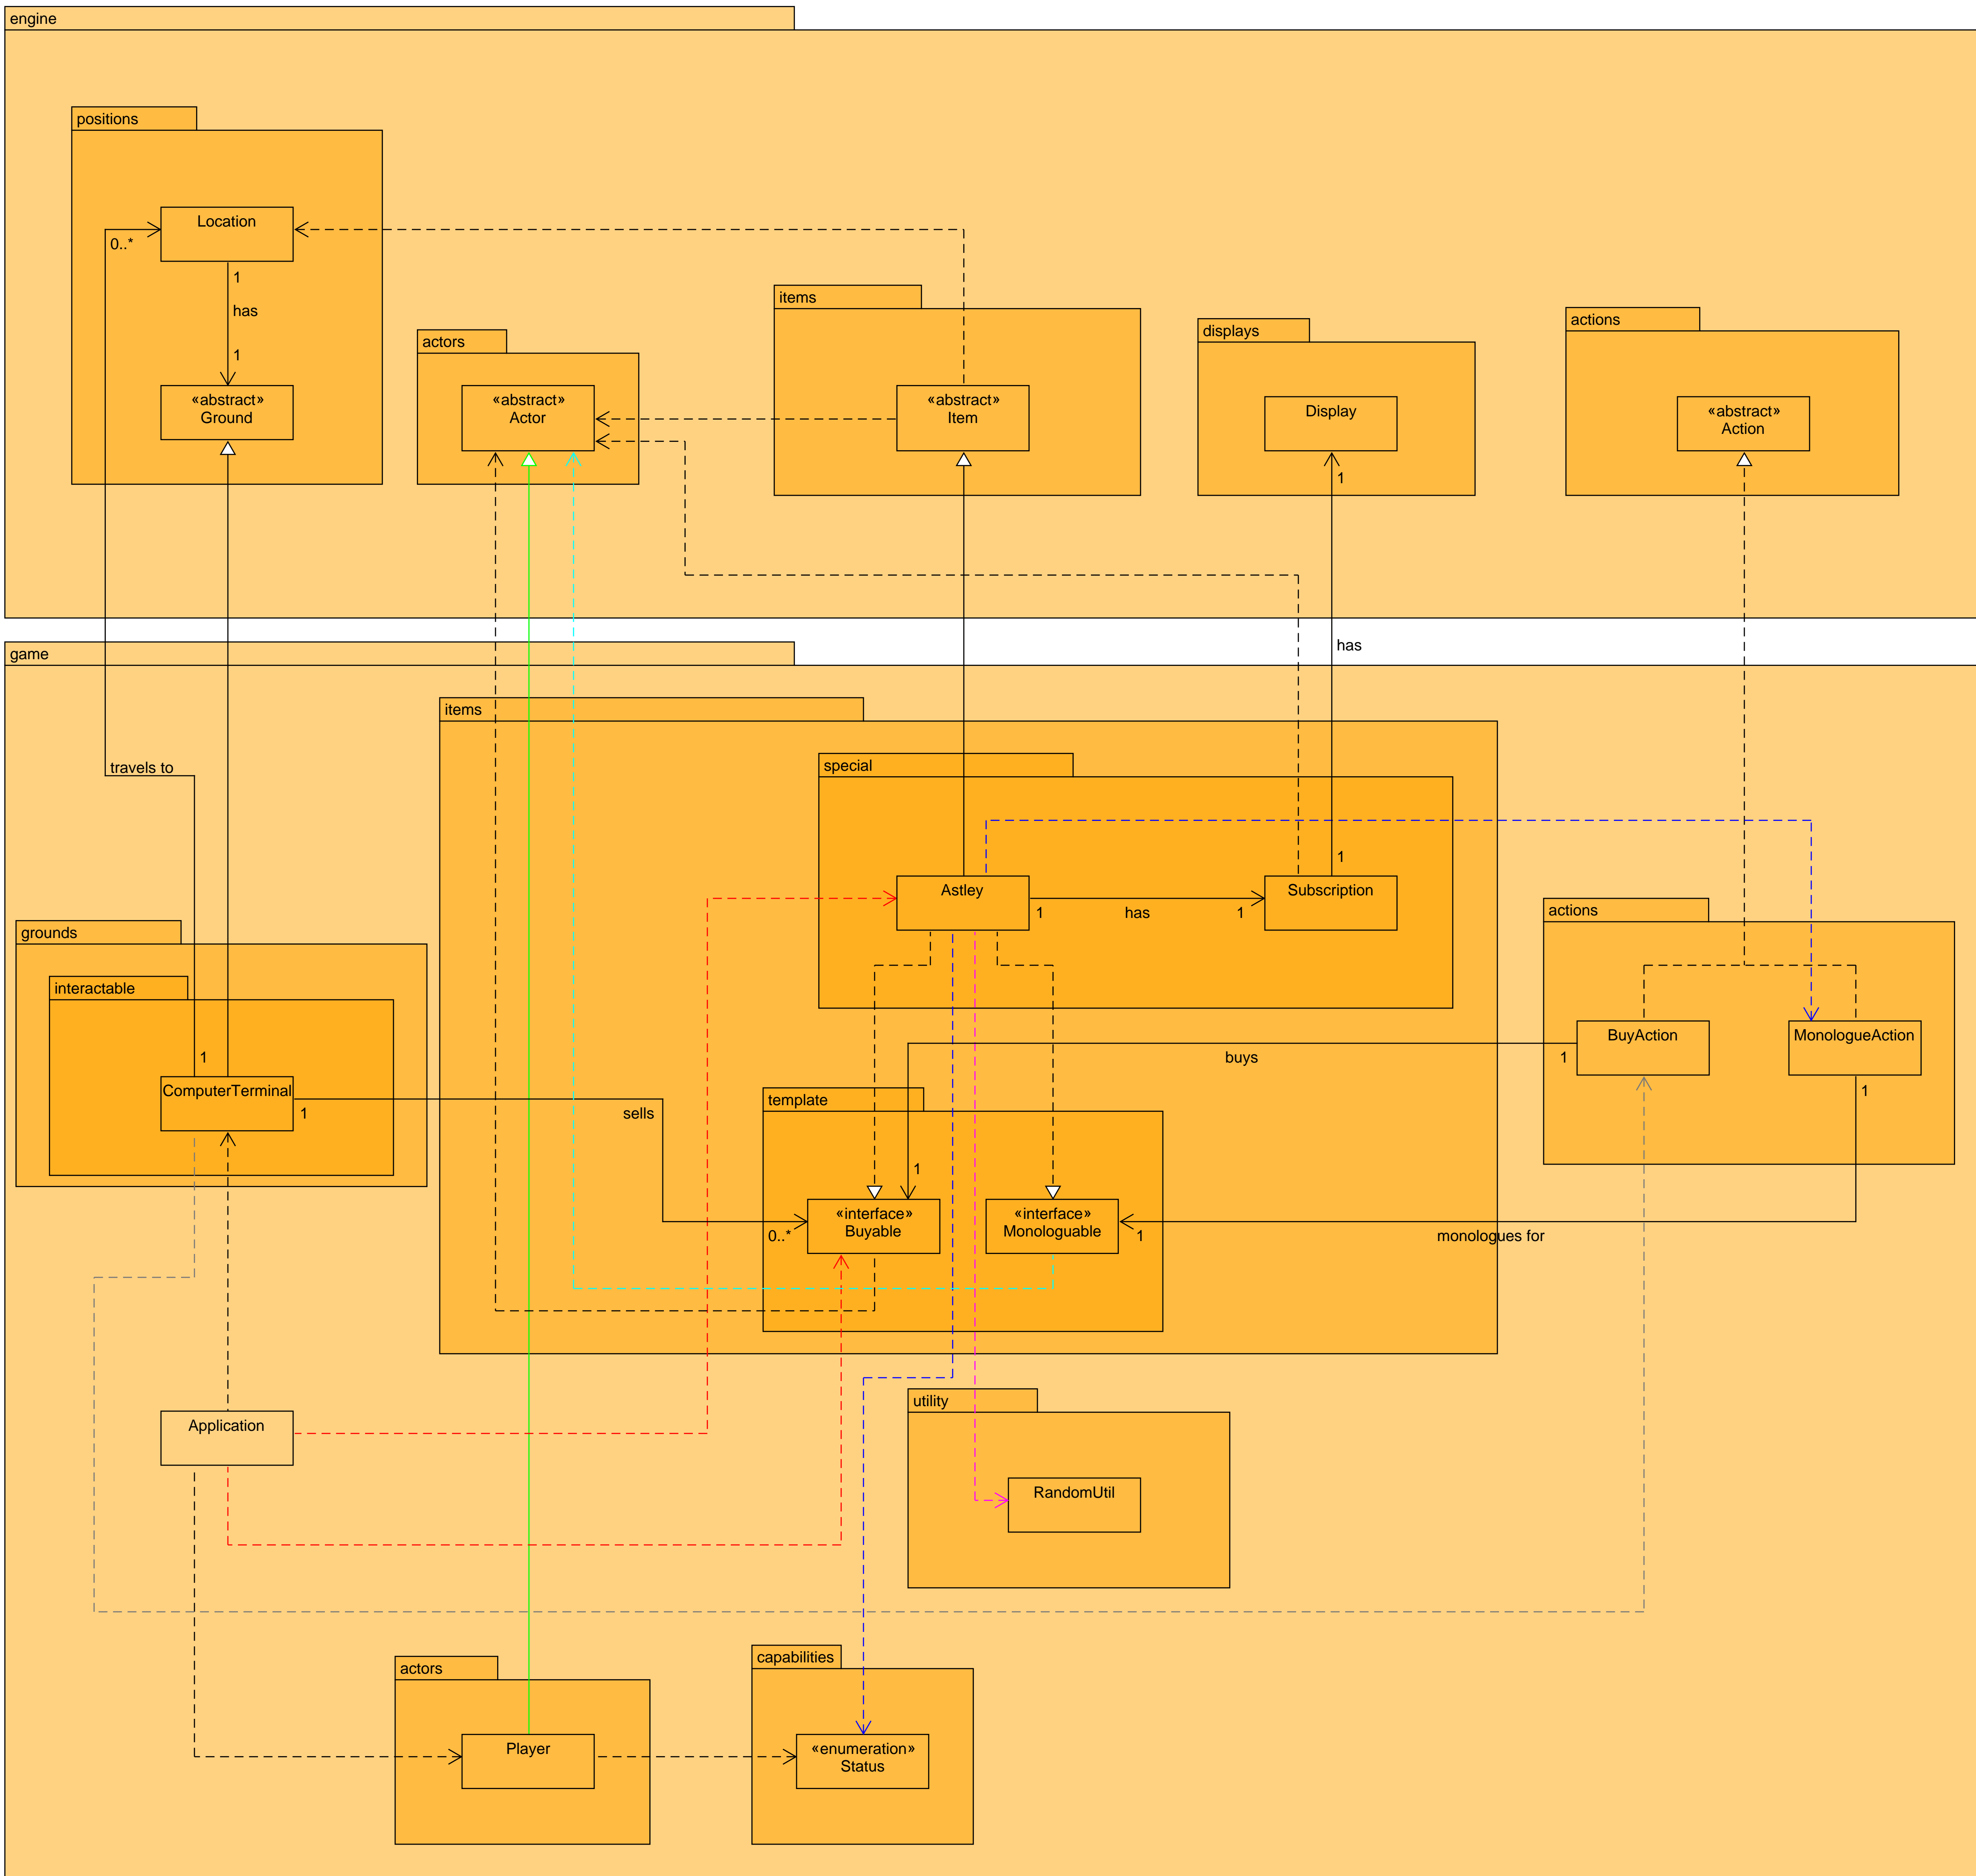 engine
positions
Location
0..*
1
has
1
«abstract»
Ground
actors
«abstract»
Actor
items
«abstract»
Item
displays
Display
1
actions
«abstract»
Action
has
game
travels to
items
special
1
Astley
1
has
1
Subscription
grounds
interactable
1
ComputerTerminal
1
sells
actions
BuyAction
1
MonologueAction
1
buys
template
1
«interface»
Buyable
0..*
«interface»
Monologuable
1
monologues for
Application
utility
RandomUtil
actors
Player
capabilities
«enumeration»
Status